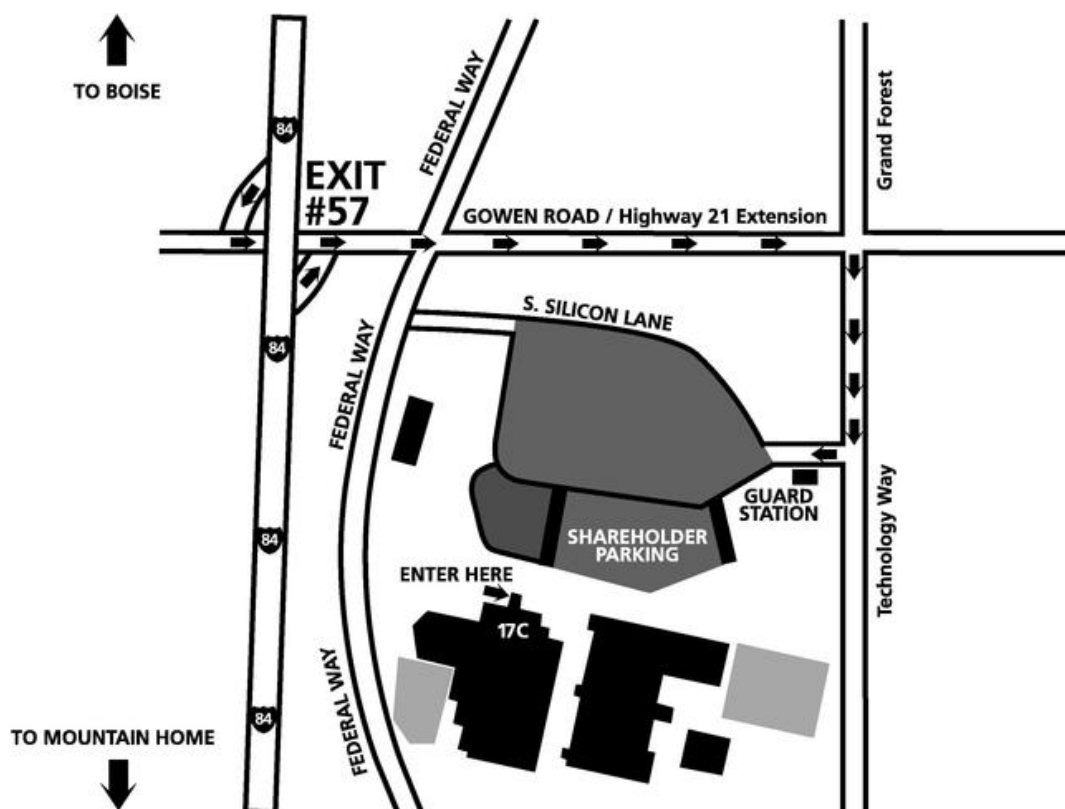 TO BOISE
84
FEDERAL WAY
Grand Forest
EXIT
#57
GOWEN ROAD / Highway 21 Extension
S. SILICON LANE
84
FEDERAL WAY
GUARD
STATION
SHAREHOLDER
PARKING
84
ENTER HERE
Technology Way
17C
FEDERAL WAY
84
TO MOUNTAIN HOME